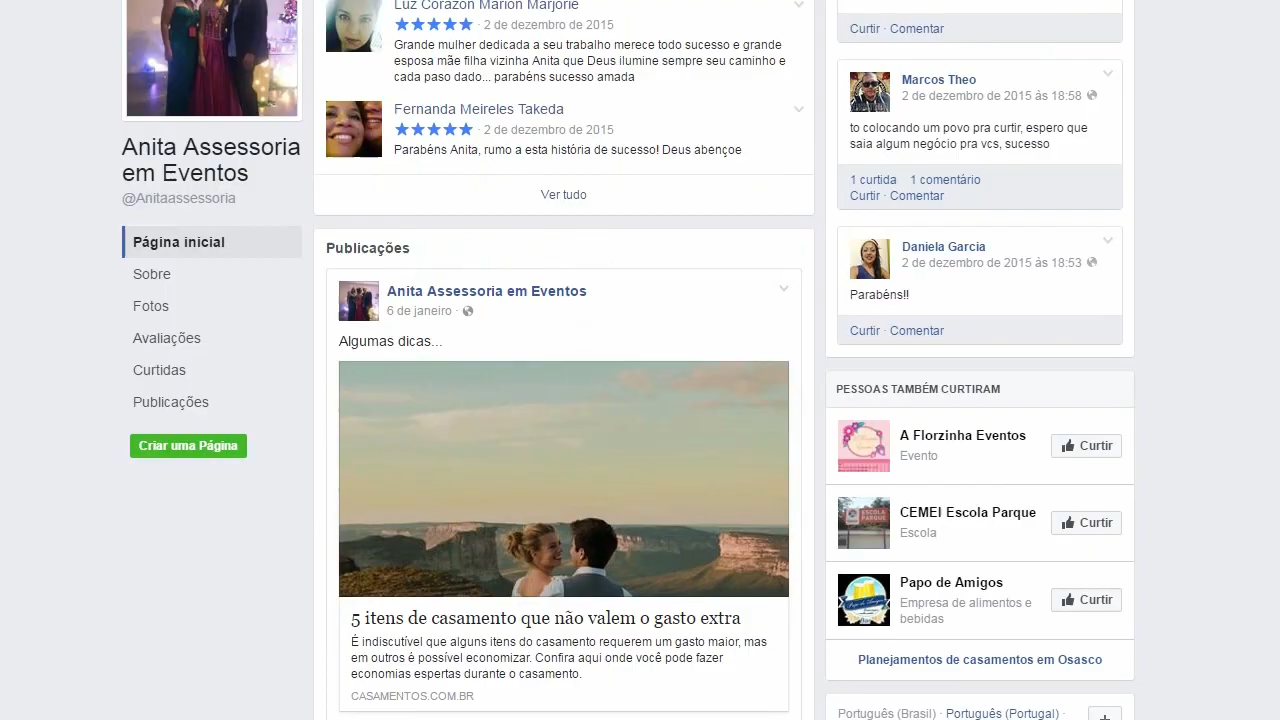 Anita Assessoria
em Eventos
@Anitaassessoria
Página inicial
Sobre
Fotos
Avaliações
Curtidas
Publicações
Criar uma Página
Luz Corazon Marion Marjorie
· 2 de dezembro de 2015
Grande mulher dedicada a seu trabalho merece todo sucesso e grande
esposa mãe filha vizinha Anita que Deus ilumine sempre seu caminho e
cada paso dado... parabéns sucesso amada
Fernanda Meireles Takeda
· 2 de dezembro de 2015
Parabéns Anita, rumo a esta história de sucesso! Deus abençoe
Ver tudo
Publicações
Anita Assessoria em Eventos
6 de janeiro ·
Algumas dicas...
5 itens de casamento que não valem o gasto extra
É indiscutível que alguns itens do casamento requerem um gasto maior, mas
em outros é possível economizar. Confira aqui onde você pode fazer
economias espertas durante o casamento.
CASAMENTOS.COM.BR
Curtir · Comentar
Marcos Theo
2 de dezembro de 2015 às 18:58
to colocando um povo pra curtir, espero que
saia algum negócio pra vcs, sucesso
1 curtida 1 comentário
Curtir · Comentar
Daniela Garcia
2 de dezembro de 2015 às 18:53
Parabéns!!
Curtir · Comentar
PESSOAS TAMBÉM CURTIRAM
A Florzinha Eventos
Evento
Curtir
ESCOLA
PARQUE
CEMEI Escola Parque
Escola
Curtir
Papo de Amigos
Empresa de alimentos e
bebidas
Curtir
Planejamentos de casamentos em Osasco
Português (Brasil) · Português (Portugal) ·
+